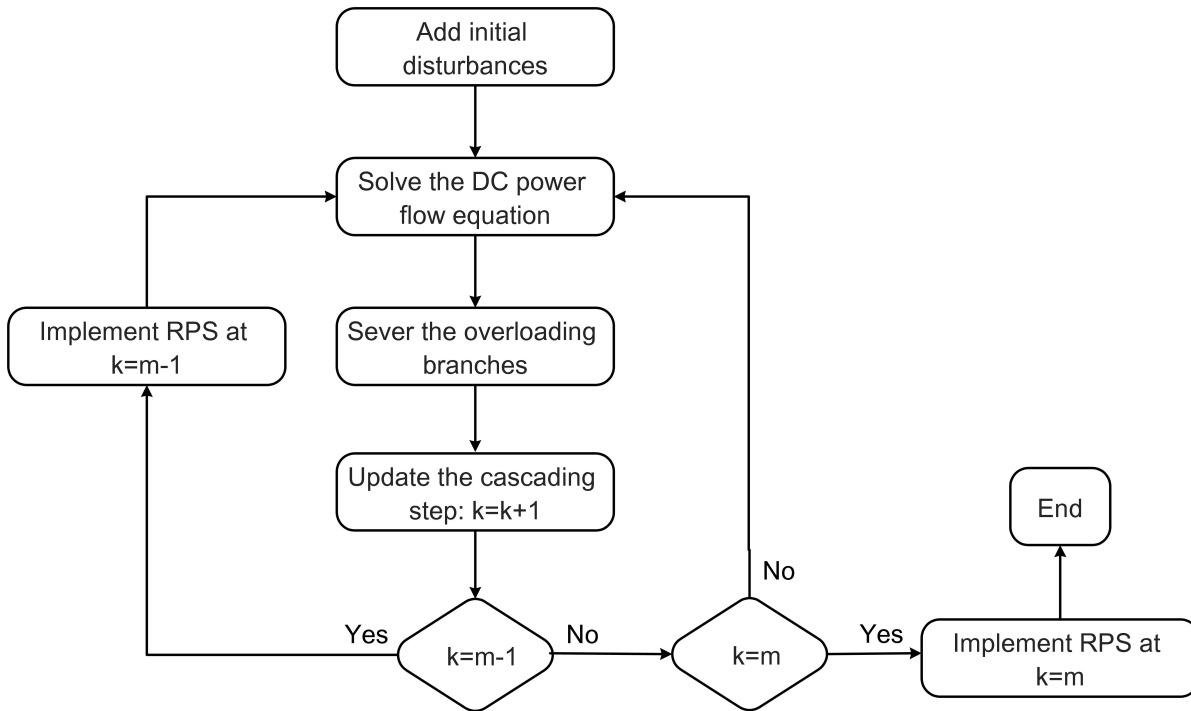 Add initial
disturbances
Solve the DC power
flow equation
Implement RPS at
k=m-1
Sever the overloading
branches
Update the cascading
step: k=k+1
End
No
Yes
k=m-1
No
k=m
Yes
Implement RPS at
k=m